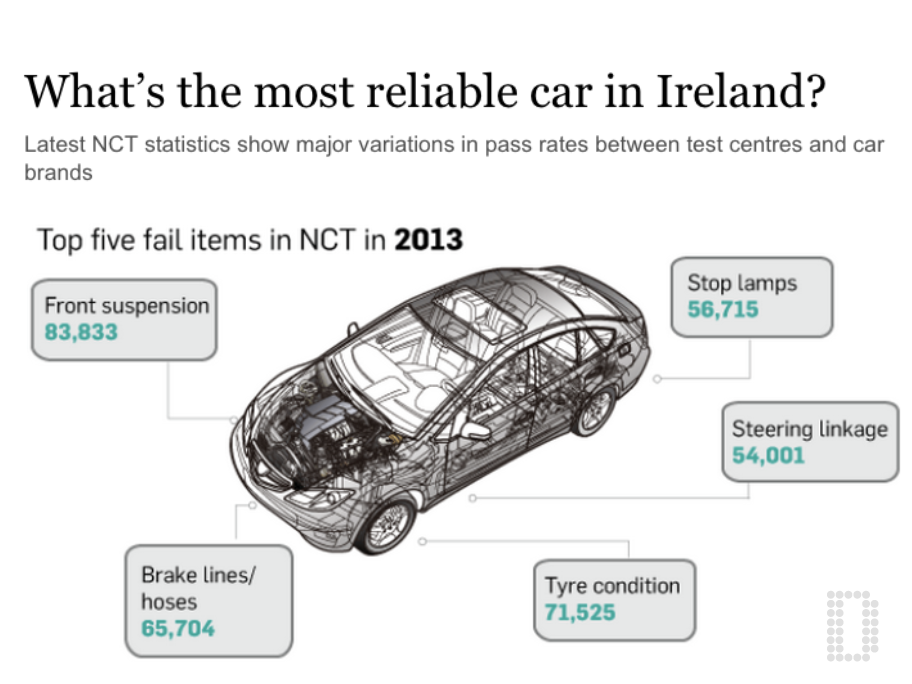 What’s the most reliable car in Ireland?
Latest NCT statistics show major variations in pass rates between test centres and car
brands
Top five fail items in NCT in 2013
Front suspension
83,833
Stop lamps
56,715
Steering linkage
54,001
Brake lines/
hoses
65,704
Tyre condition
71,525
D